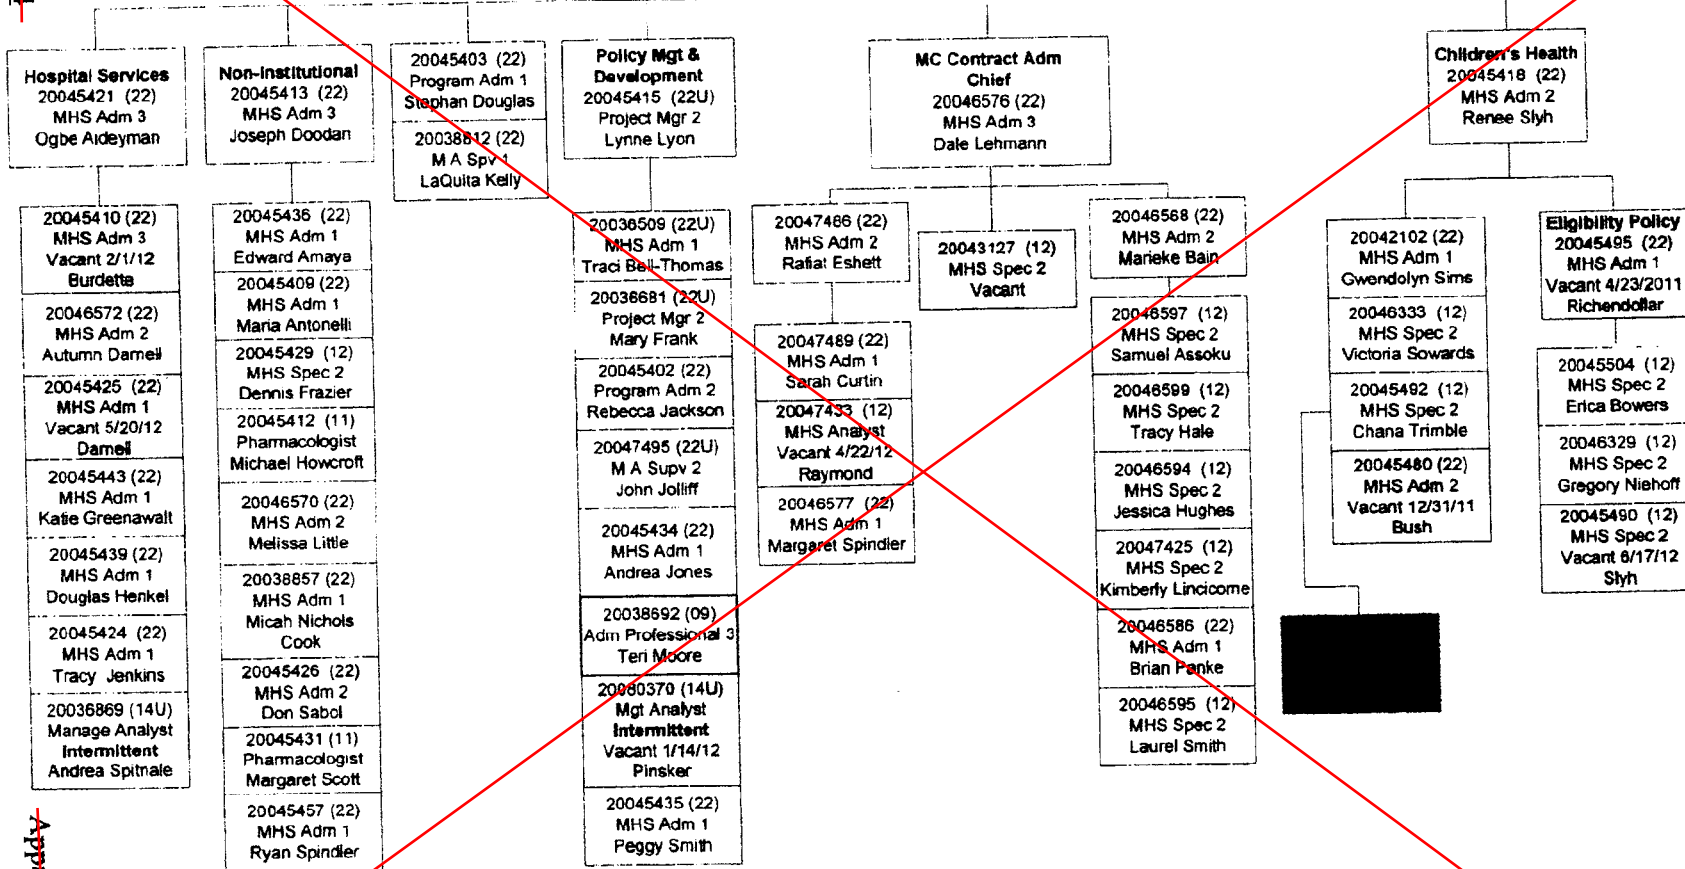 Hospital Services
20045421 (22)
MHS Adm 3
Ogbe Aideyman
20045410 (22)
MHS Adm 3
Vacant 2/1/12
Burdette
20046572 (22)
MHS Adm 2
Autumn Darnell
20045425 (22)
MHS Adm 1
Vacant 5/20/12
Darnell
20045443 (22)
MHS Adm 1
Katie Greenawalt
20045439 (22)
MHS Adm 1
Douglas Henkel
20045424 (22)
MHS Adm 1
Tracy Jenkins
20036869 (14U)
Manage Analyst
Intermittent
Andrea Spitnale
Non-Institutional
20045413 (22)
MHS Adm 3
Joseph Doodan
20045436 (22)
MHS Adm 1
Edward Amaya
20045409 (22)
MHS Adm 1
Maria Antonelli
20045429 (12)
MHS Spec 2
Dennis Frazier
20045412 (11)
Pharmacologist
Michael Howcroft
20046570 (22)
MHS Adm 2
Melissa Little
20038857 (22)
MHS Adm 1
Micah Nichols
Cook
20045426 (22)
MHS Adm 2
Don Sabol
20045431 (11)
Pharmacologist
Margaret Scott
20045457 (22)
MHS Adm 1
Ryan Spindler
20045403 (22)
Program Adm 1
Stephan Douglas
20038812 (22)
M A Spv 1
LaQuita Kelly
Policy Mgt &
Development
20045415 (22U)
Project Mgr 2
Lynne Lyon
20036509 (22U)
MHS Adm 1
Traci Bell-Thomas
20036681 (22U)
Project Mgr 2
Mary Frank
20045402 (22)
Program Adm 2
Rebecca Jackson
20047495 (22U)
M A Supv 2
John Jolliff
20045434 (22)
MHS Adm 1
Andrea Jones
20038692 (09)
Adm Professional 3
Teri Moore
20060370 (14U)
Mgt Analyst
Intermittent
Vacant 1/14/12
Pinsker
20045435 (22)
MHS Adm 1
Peggy Smith
MC Contract Adm
Chief
20046576 (22)
MHS Adm 3
Dale Lehmann
20047486 (22)
MHS Adm 2
Rafiat Eshett
20047489 (22)
MHS Adm 1
Sarah Curtin
20047433 (12)
MHS Analyst
Vacant 4/22/12
Raymond
20046577 (22)
MHS Adm 1
Margaret Spindler
20043127 (12)
MHS Spec 2
Vacant
20046568 (22)
MHS Adm 2
Marieke Bain
20046597 (12)
MHS Spec 2
Samuel Assoku
20046599 (12)
MHS Spec 2
Tracy Hale
20046594 (12)
MHS Spec 2
Jessica Hughes
20047425 (12)
MHS Spec 2
Kimberly Lincicome
20046586 (22)
MHS Adm 1
Brian Panke
20046595 (12)
MHS Spec 2
Laurel Smith
Children's Health
20045418 (22)
MHS Adm 2
Renee Slyh
20042102 (22)
MHS Adm 1
Gwendolyn Sims
20046333 (12)
MHS Spec 2
Victoria Sowards
20045492 (12)
MHS Spec 2
Chana Trimble
20045480 (22)
MHS Adm 2
Vacant 12/31/11
Bush
Eligibility Policy
20045495 (22)
MHS Adm 1
Vacant 4/23/2011
Richendollar
20045504 (12)
MHS Spec 2
Erica Bowers
20046329 (12)
MHS Spec 2
Gregory Niehoff
20045490 (12)
MHS Spec 2
Vacant 6/17/12
Slyh